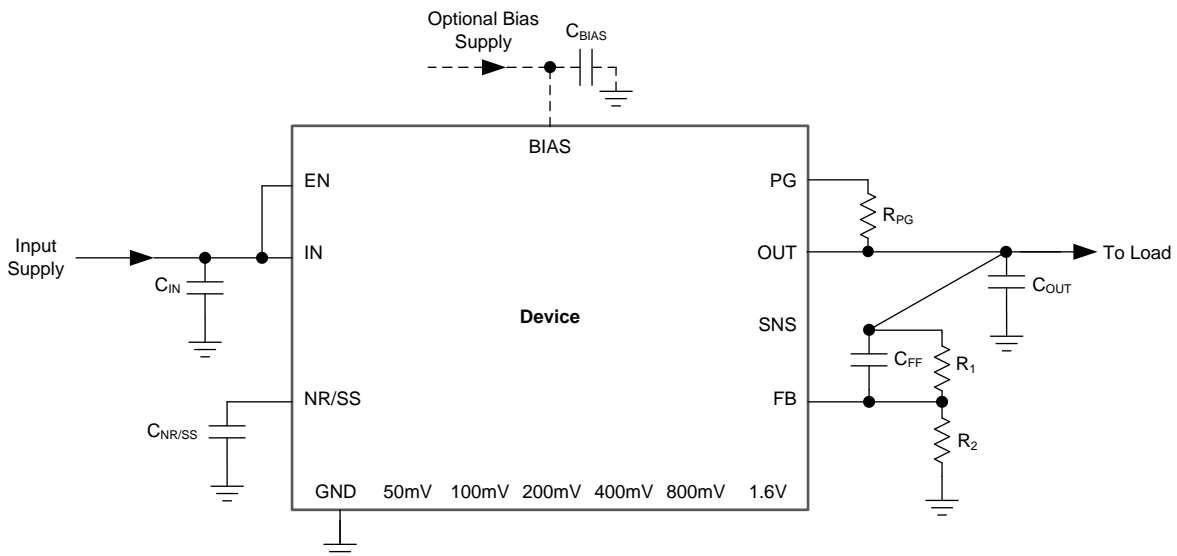 Optional Bias
Supply
CBIAS
BIAS
EN
PG
RPG
Input
Supply
IN
OUT
To Load
CIN
COUT
Device
SNS
CFF
R1
NR/SS
FB
CNR/SS
R2
GND 50mV 100mV 200mV 400mV 800mV 1.6V